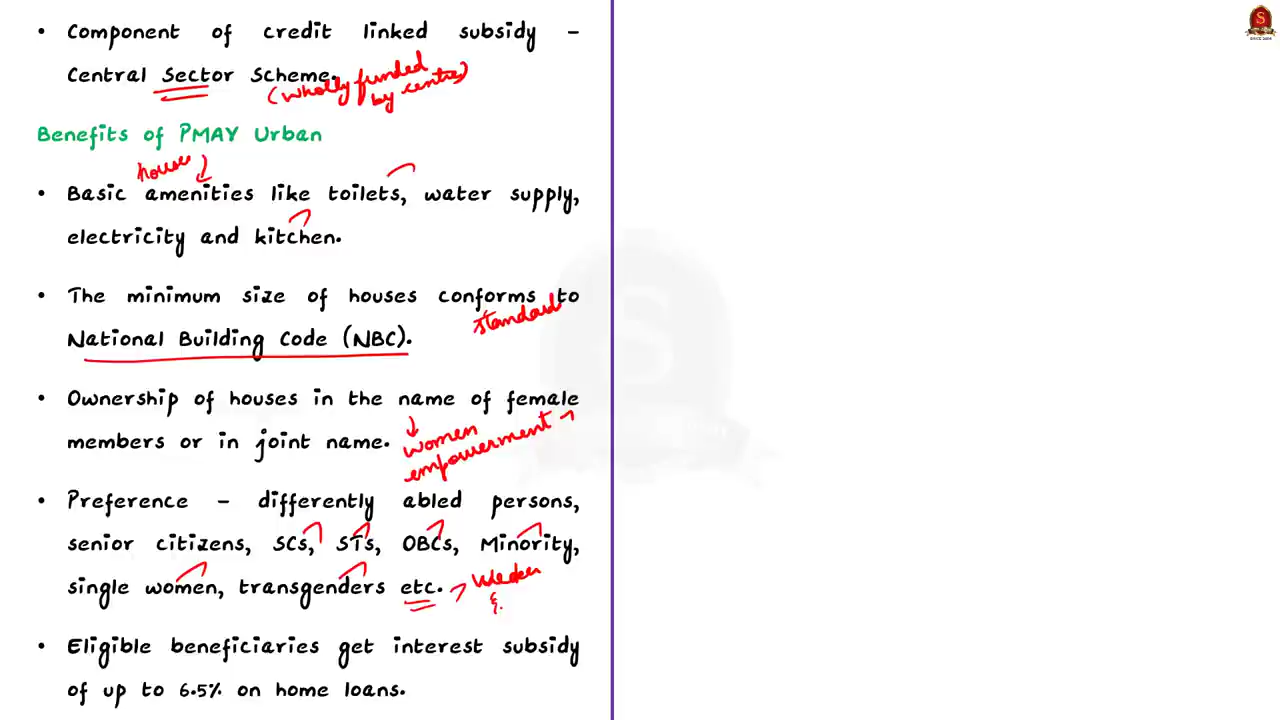 • Component of credit linked subsidy –
Central Sector Scheme.
(wholly funded
by centre)
Benefits of PMAY Urban
house
• Basic amenities like toilets, water supply,
electricity and kitchen.
• The minimum size of houses conforms to
standard
National Building Code (NBC).
• Ownership of houses in the name of female
members or in joint name.
women
empowerment
• Preference – differently abled persons,
senior citizens, SCs, STs, OBCs, Minority,
single women, transgenders etc.
&
• Eligible beneficiaries get interest subsidy
of up to 6.5% on home loans.
S